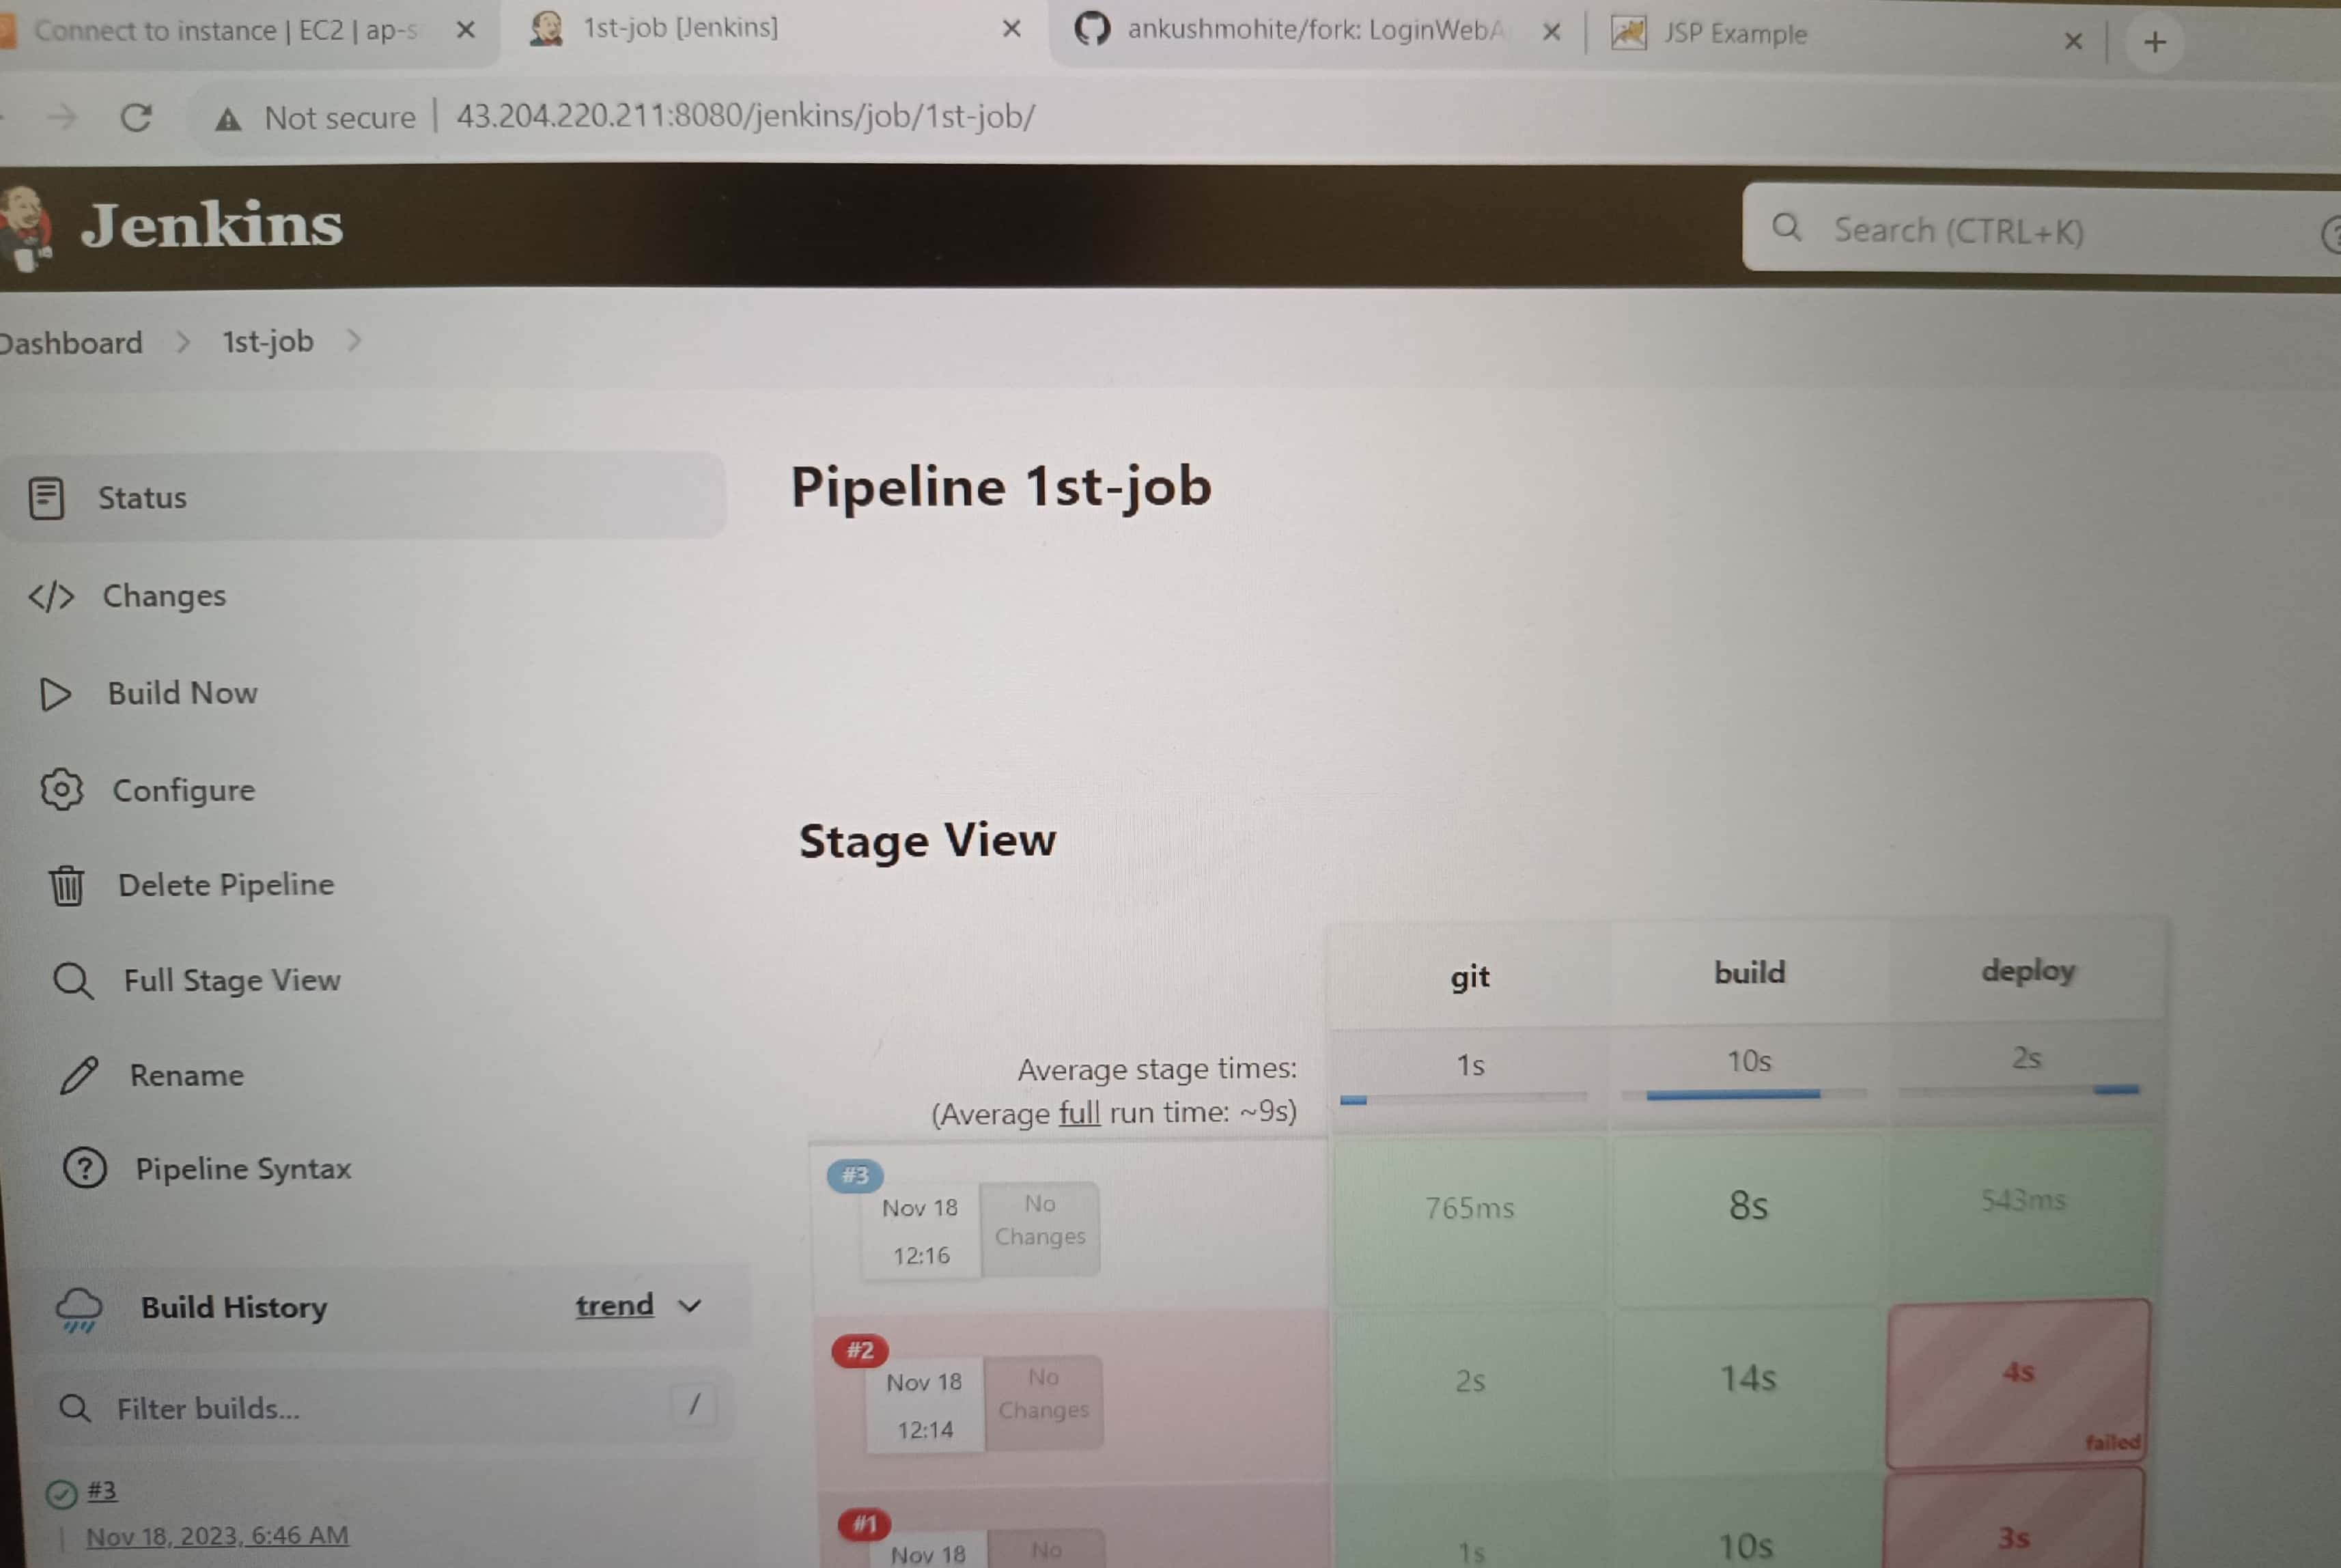 Connect to instance | EC2 | ap-s
1st-job [Jenkins]
ankushmohite/fork: LoginWebA
JSP Example
Not secure | 43.204.220.211:8080/jenkins/job/1st-job/
Jenkins
Search (CTRL+K)
Dashboard > 1st-job >
Status
Changes
Build Now
Configure
Delete Pipeline
Full Stage View
Rename
Pipeline Syntax
Build History
trend
Filter builds...
/
#3
Nov 18, 2023, 6:46 AM
Pipeline 1st-job
Stage View
git build deploy
Average stage times:
(Average full run time: ~9s)
1s 10s 2s
#3
Nov 18
12:16
No
Changes
765ms 8s 543ms
#2
Nov 18
12:14
No
Changes
2s 14s 4s
failed
#1
Nov 18
No
1s 10s 3s